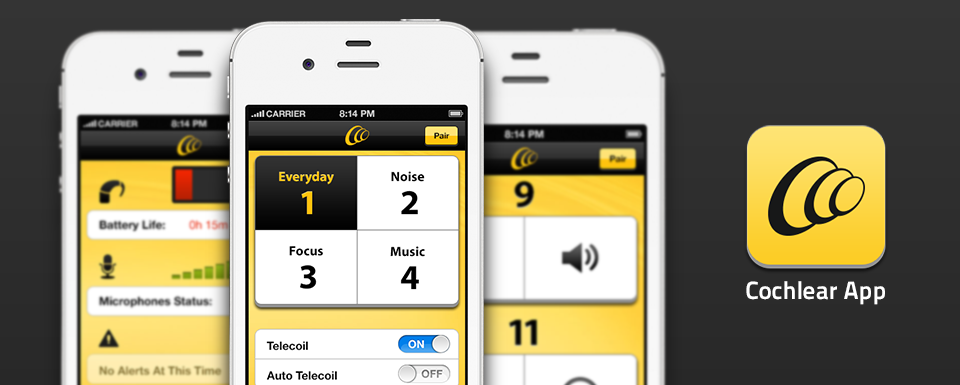 CARRIER 8:14 PM
Battery Life: 0h 15m
Microphones Status:
No Alerts At This Time
CARRIER 8:14 PM
Pair
Everyday
1
Noise
2
Focus
3
Music
4
Telecoil ON
Auto Telecoil OFF
8:14 PM
Pair
9
11
Cochlear App